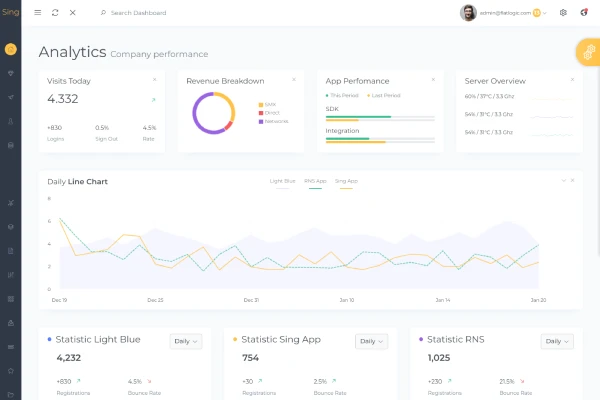 Sing
Search Dashboard
admin@flatlogic.com
Analytics Company performance
Visits Today ×
4.332
+830 0.5% 4.5%
Logins Sign Out Rate
Revenue Breakdown ×
SMX
Direct
Networks
App Perfomance ×
This Period Last Period
SDK
Integration
Server Overview ×
60% / 37°C / 3.3 Ghz
54% / 31°C / 3.3 Ghz
54% / 31°C / 3.3 Ghz
Daily Line Chart
Light Blue RNS App Sing App
8
6
4
2
0
Dec 19 Dec 25 Dec 31 Jan 10 Jan 14 Jan 20
Statistic Light Blue Daily
4,232
+830 4.5%
Registrations Bounce Rate
Statistic Sing App Daily
754
+30 2.5%
Registrations Bounce Rate
Statistic RNS Daily
1,025
+230 21.5%
Registrations Bounce Rate